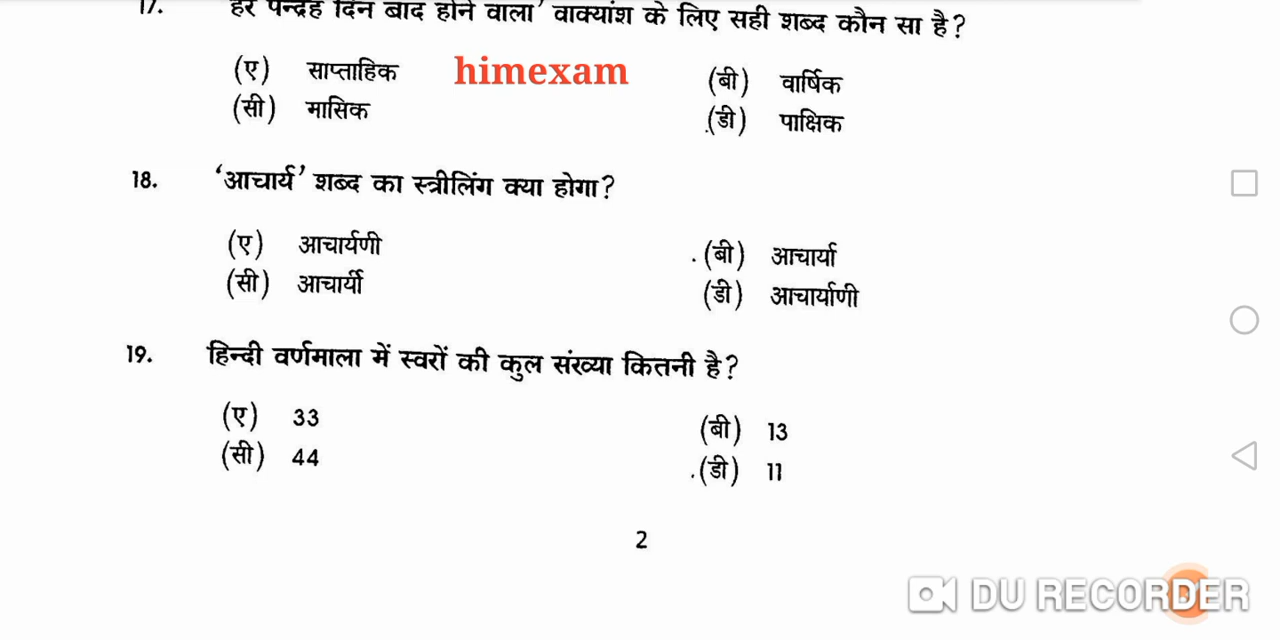 17. हर पन्द्रह दिन बाद होने वाला' वाक्यांश के लिए सही शब्द कौन सा है?
(ए) साप्ताहिक himexam (बी) वार्षिक
(सी) मासिक (डी) पाक्षिक
18. 'आचार्य' शब्द का स्त्रीलिंग क्या होगा?
(ए) आचार्यणी (बी) आचार्या
(सी) आचार्यी (डी) आचार्याणी
19. हिन्दी वर्णमाला में स्वरों की कुल संख्या कितनी है?
(ए) 33 (बी) 13
(सी) 44 (डी) 11
2
DU RECORDER